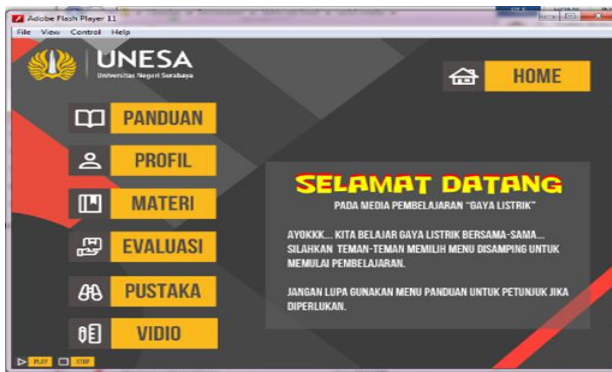 Adobe Flash Player 11
File View Control Help
UNESA
Universitas Negeri Surabaya
HOME
PANDUAN
PROFIL
MATERI
EVALUASI
PUSTAKA
VIDIO
SELAMAT DATANG
PADA MEDIA PEMBELAJARAN "GAYA LISTRIK"
AYOKKK... KITA BELAJAR GAYA LISTRIK BERSAMA-SAMA...
SILAHKAN TEMAN-TEMAN MEMILIH MENU DISAMPING UNTUK
MEMULAI PEMBELAJARAN.
JANGAN LUPA GUNAKAN MENU PANDUAN UNTUK PETUNJUK JIKA
DIPERLUKAN.
PLAY STOP